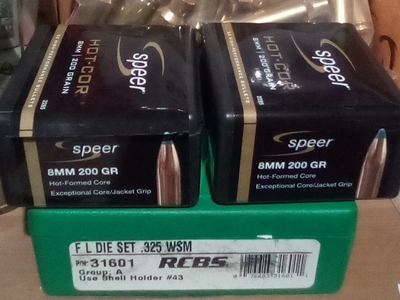 speer
HOT-COR
8MM | 200 GRAIN
speer
8MM 200 GR
Hot-Formed Core
Exceptional Core/Jacket Grip
speer
HOT-COR
8MM | 200 GRAIN
speer
8MM 200 GR
Hot-Formed Core
Exceptional Core/Jacket Grip
F L DIE SET .325 WSM
P/N 31601 RCBS
Group: A
Use Shell Holder #43